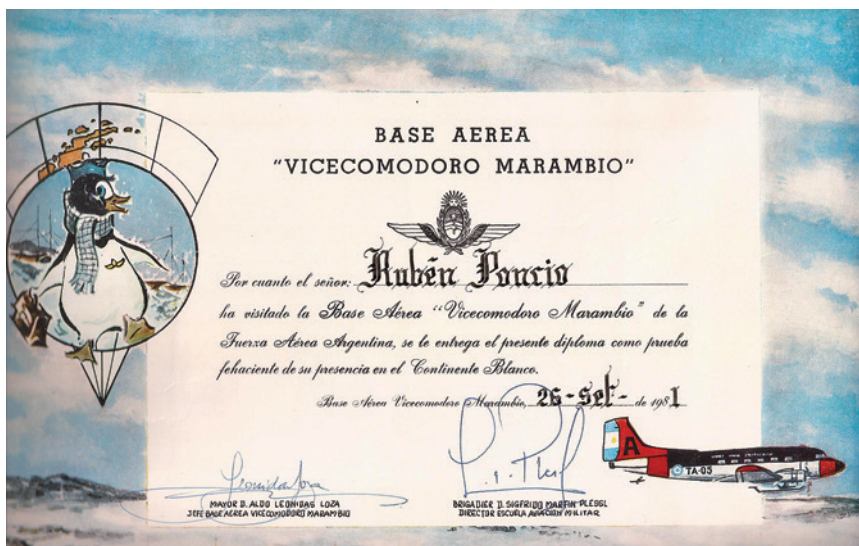 BASE AEREA
"VICECOMODORO MARAMBIO"
Por cuanto el señor: Rubén Poncio
ha visitado la Base Aérea "Vicecomodoro Marambio" de la
Fuerza Aérea Argentina, se le entrega el presente diploma como prueba
fehaciente de su presencia en el Continente Blanco.
Base Aérea Vicecomodoro Marambio, 26-Set- de 1981
A
TA-05
MAYOR D. ALDO LEONIDAS LOZA
JEFE BASE AEREA VICECOMODORO MARAMBIO
BRIGADIER D. SIGFRIDO MARTIN PLESSL
DIRECTOR ESCUELA AVIACION MILITAR